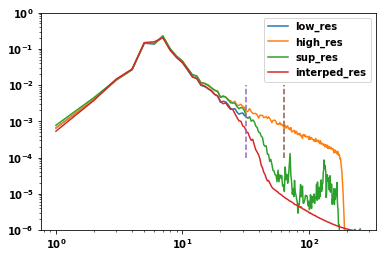 10⁰
low_res
high_res
sup_res
interped_res
10⁻¹
10⁻²
10⁻³
10⁻⁴
10⁻⁵
10⁻⁶
10⁰ 10¹ 10²